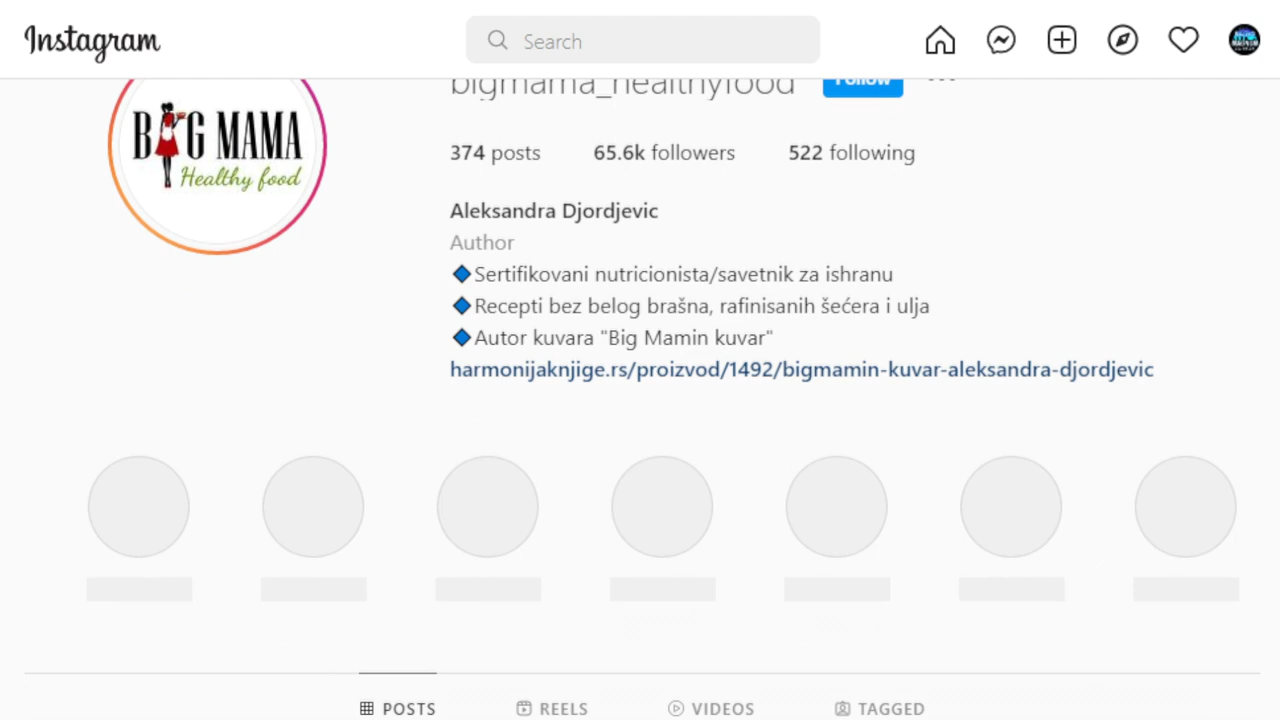 Instagram
Search
bigmama_healthyfood Follow
BIG MAMA
Healthy food
374 posts 65.6k followers 522 following
Aleksandra Djordjevic
Author
🔷Sertifikovani nutricionista/savetnik za ishranu
🔷Recepti bez belog brašna, rafinisanih šećera i ulja
🔷Autor kuvara "Big Mamin kuvar"
harmonijaknjige.rs/proizvod/1492/bigmamin-kuvar-aleksandra-djordjevic
POSTS REELS VIDEOS TAGGED